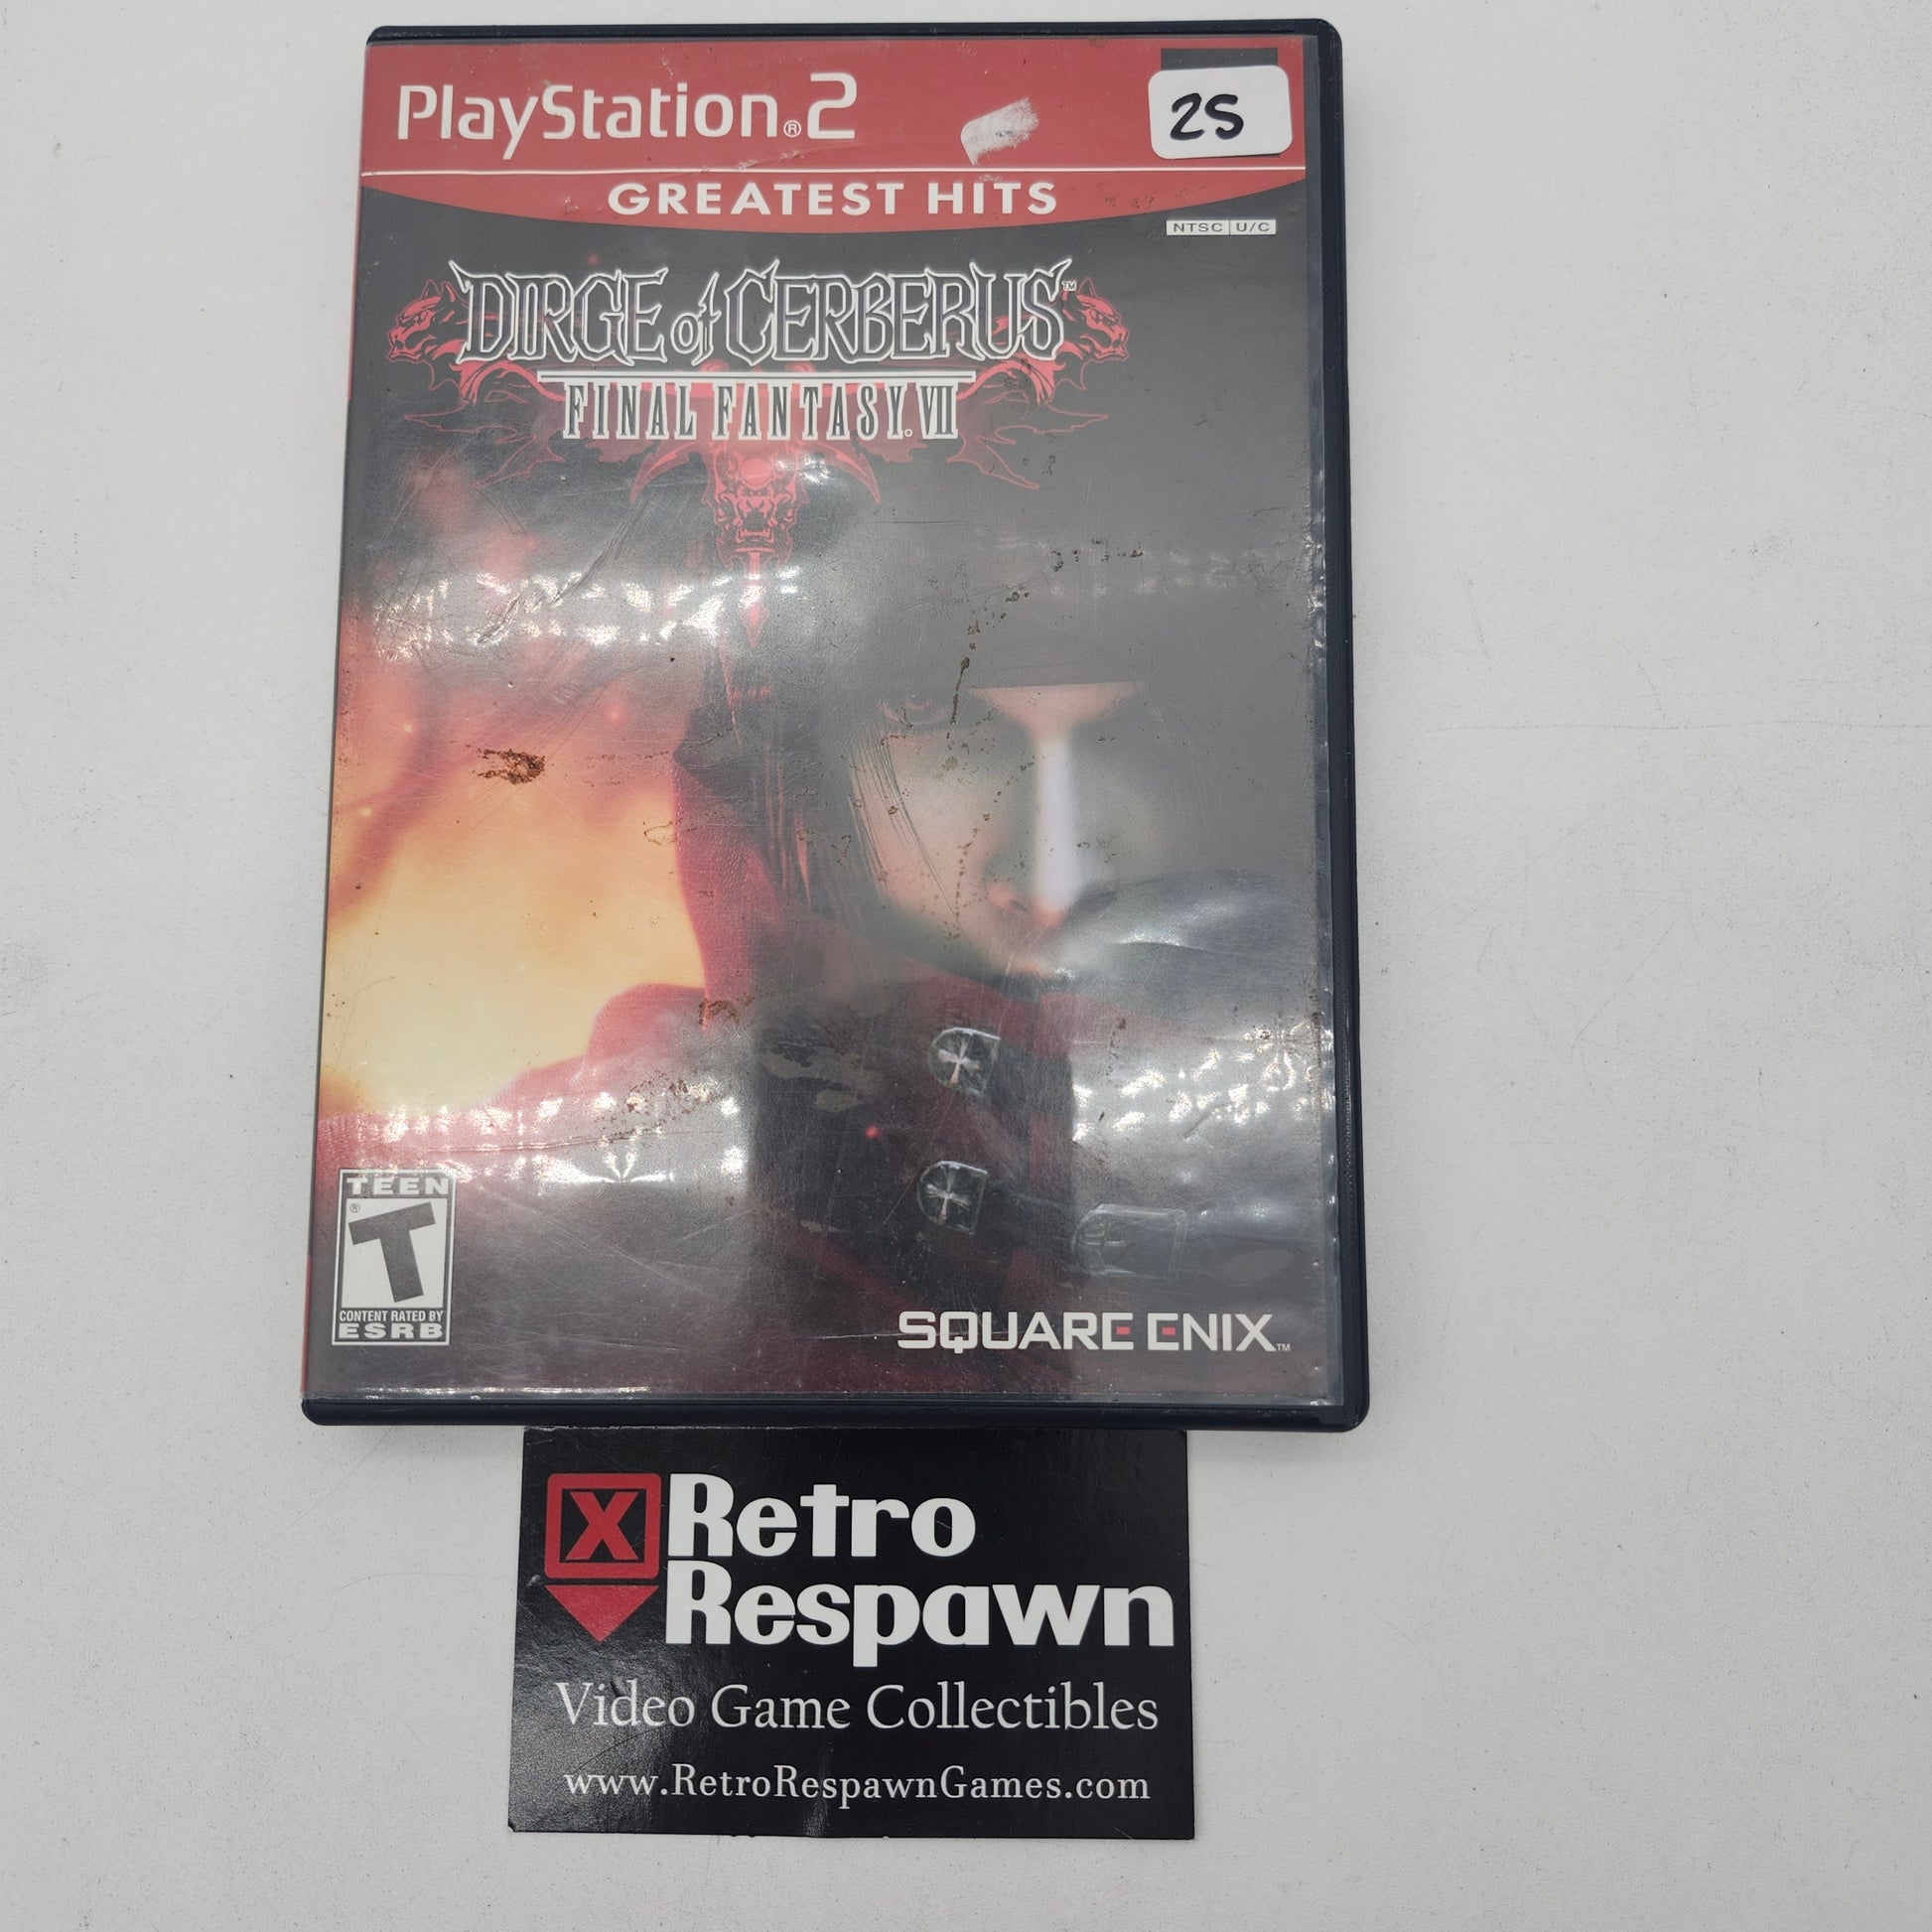 PlayStation®2
25
GREATEST HITS
NTSC U/C
DIRGE of CERBERUS™
FINAL FANTASY® VII
TEEN
T®
CONTENT RATED BY
ESRB
SQUARE ENIX™
X Retro
Respawn
Video Game Collectibles
www.RetroRespawnGames.com